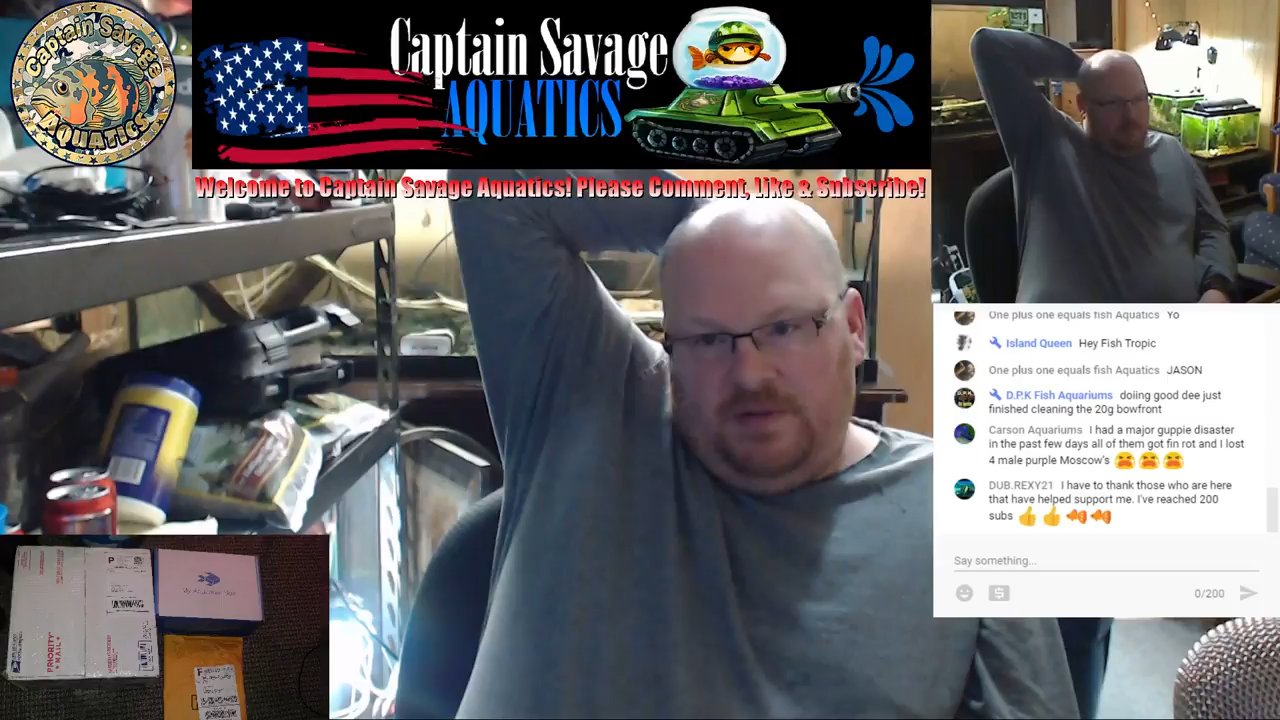 Captain Savage
AQUATICS
Captain Savage
AQUATICS
Welcome to Captain Savage Aquatics! Please Comment, Like & Subscribe!
One plus one equals fish Aquatics Yo
Island Queen Hey Fish Tropic
One plus one equals fish Aquatics JASON
D.P.K Fish Aquariums doiing good dee just
finished cleaning the 20g bowfront
Carson Aquariums I had a major guppie disaster
in the past few days all of them got fin rot and I lost
4 male purple Moscow's
DUB.REXY21 I have to thank those who are here
that have helped support me. I've reached 200
subs
Say something...
0/200
P
PRIORITY
MAIL
F